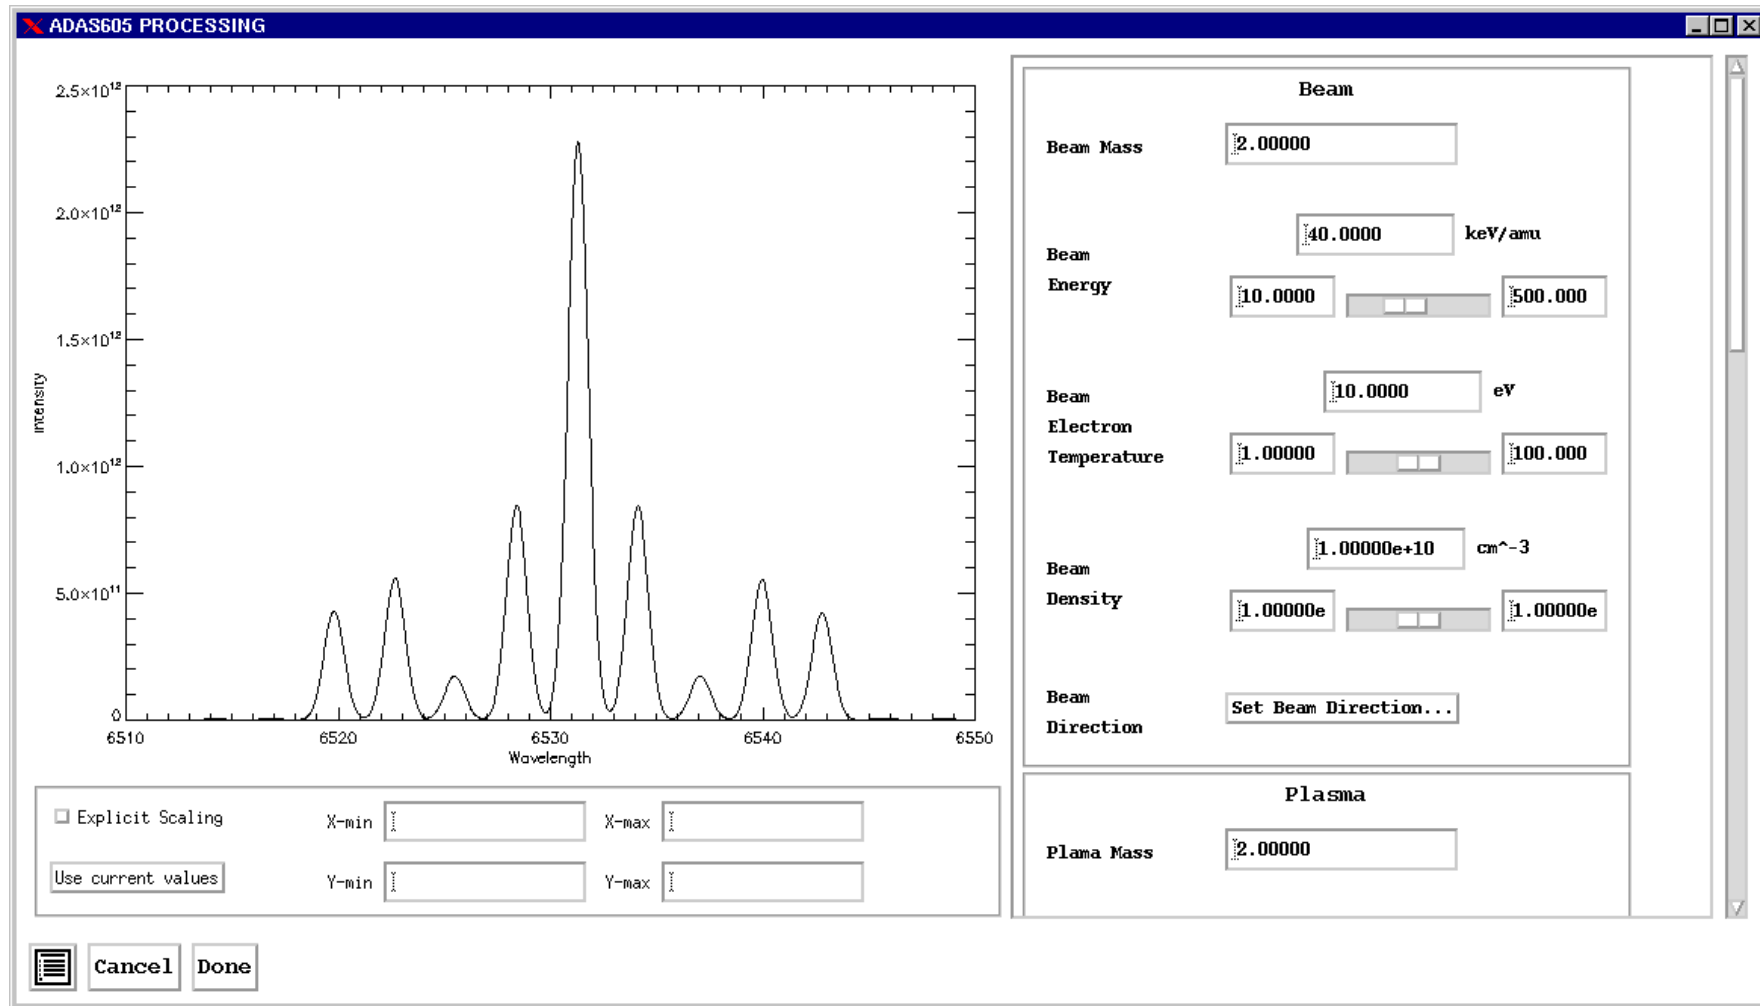 ADAS605 PROCESSING
2.5×10¹²
2.0×10¹²
1.5×10¹²
1.0×10¹²
5.0×10¹¹
0
Intensity
6510 6520 6530 6540 6550
Wavelength
Explicit Scaling
X-min
X-max
Use current values
Y-min
Y-max
Cancel
Done
Beam
Beam Mass
2.00000
40.0000 keV/amu
Beam
Energy
10.0000
500.000
10.0000 eV
Beam
Electron
Temperature
1.00000
100.000
1.00000e+10 cm^-3
Beam
Density
1.00000e
1.00000e
Beam
Direction
Set Beam Direction...
Plasma
Plama Mass
2.00000